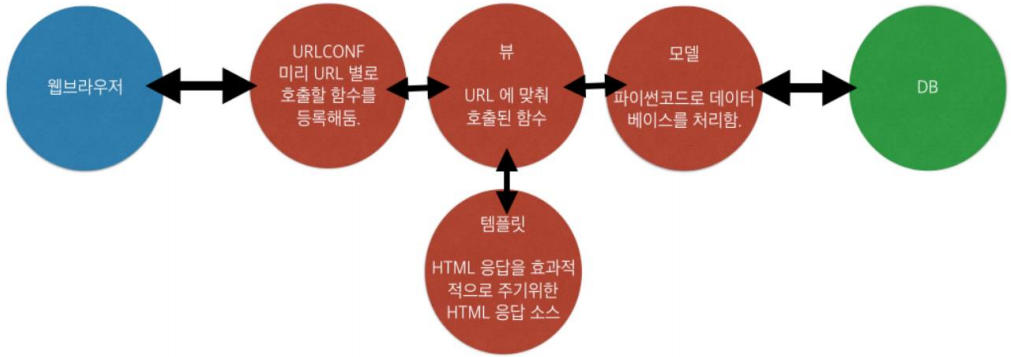 웹브라우저
URLCONF
미리 URL 별로
호출할 함수를
등록해둠.
뷰
URL 에 맞춰
호출된 함수
모델
파이썬코드로 데이터
베이스를 처리함.
DB
템플릿
HTML 응답을 효과적
적으로 주기위한
HTML 응답 소스